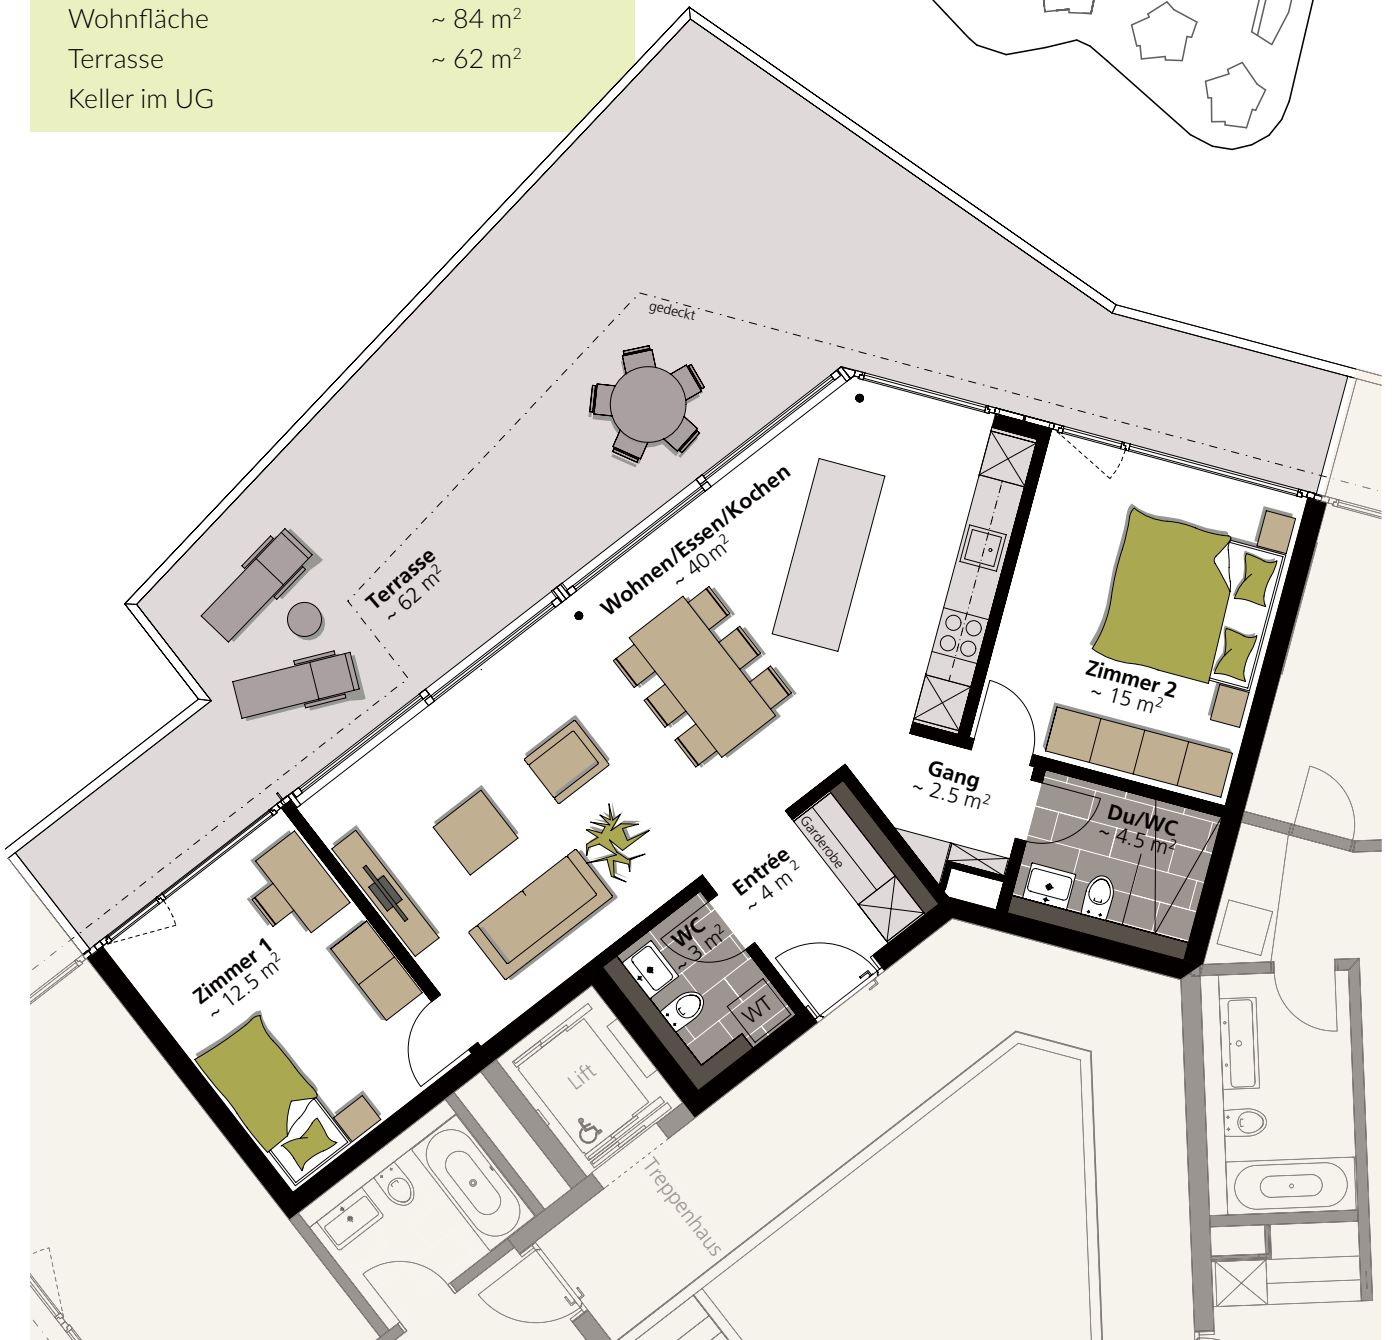 Wohnfläche ~ 84 m²
Terrasse ~ 62 m²
Keller im UG
gedeckt
Terrasse
~ 62 m²
Wohnen/Essen/Kochen
~ 40 m²
Zimmer 2
~ 15 m²
Gang
~ 2.5 m²
Du/WC
~ 4.5 m²
Garderobe
Entrée
~ 4 m²
WC
~ 3 m²
WT
Zimmer 1
~ 12.5 m²
Lift
Treppenhaus